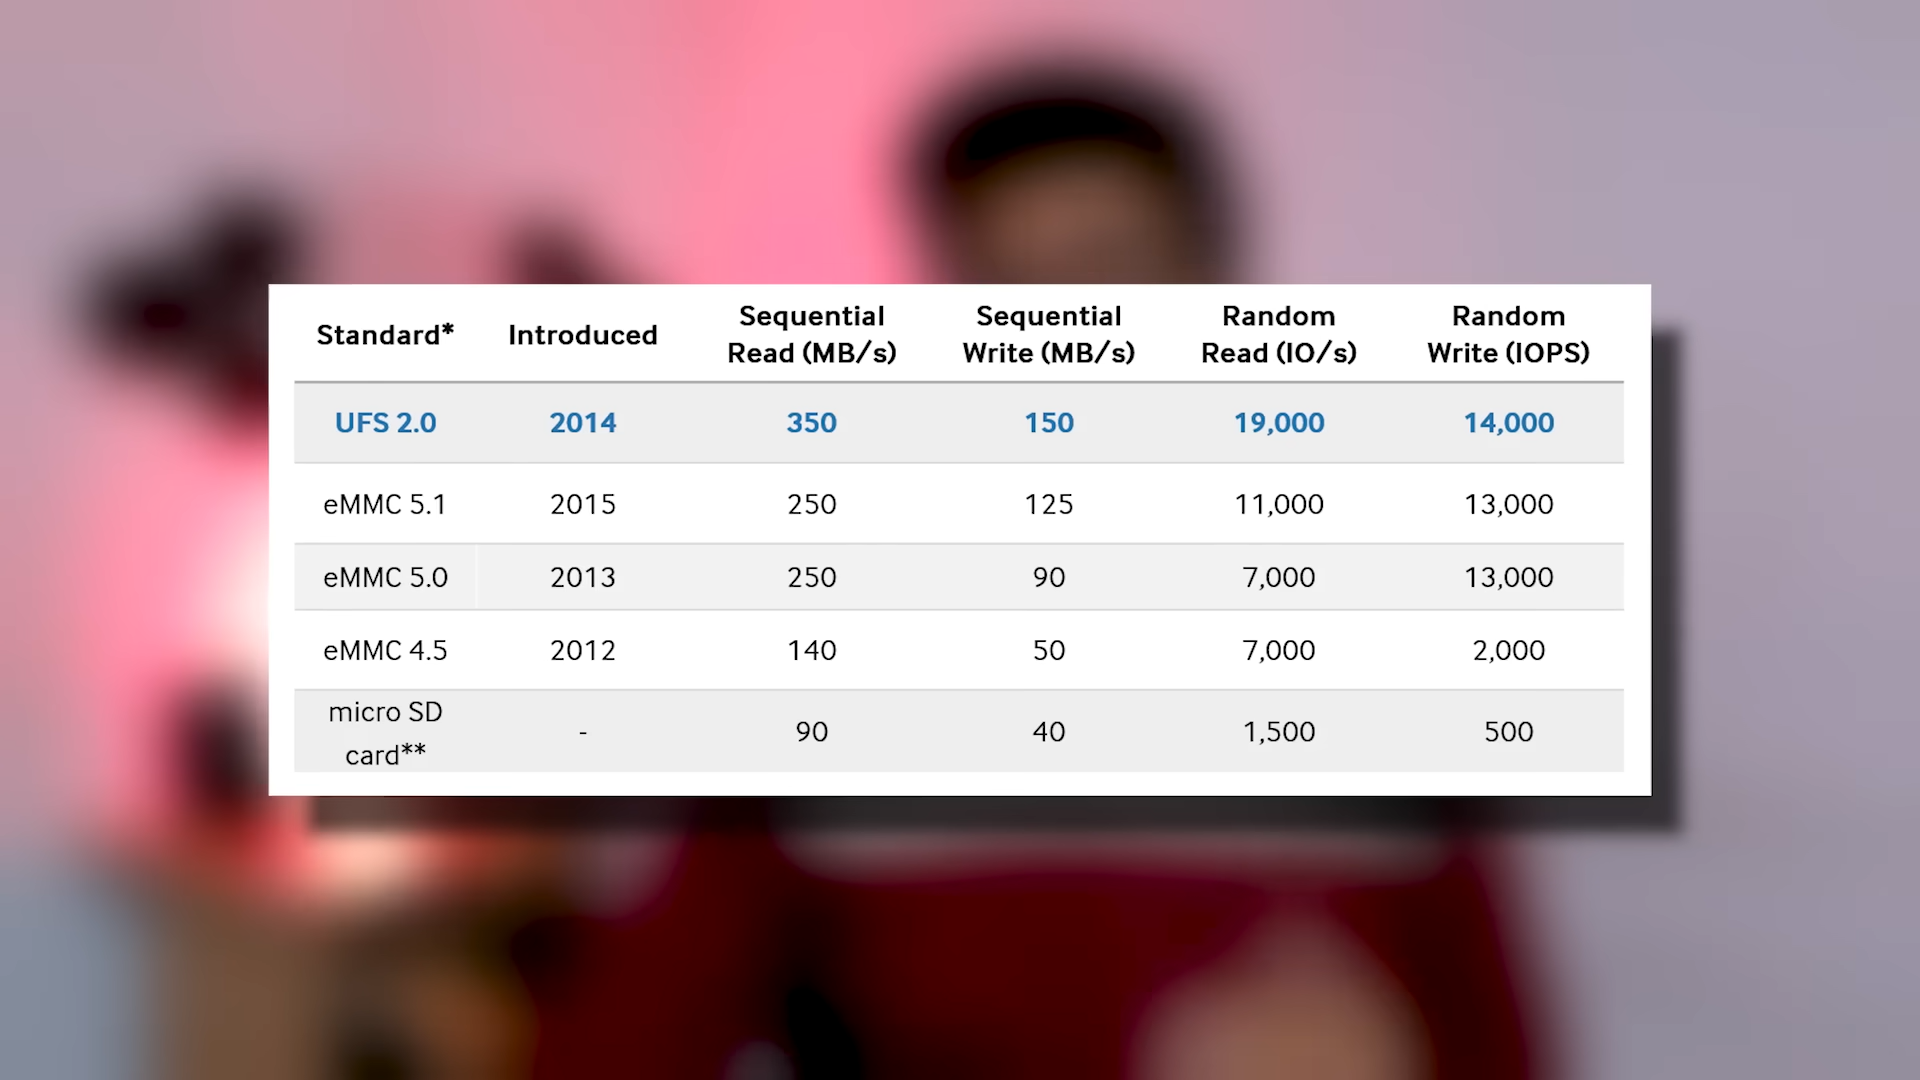 Standard* Introduced Sequential Read (MB/s) Sequential Write (MB/s) Random Read (IO/s) Random Write (IOPS)
UFS 2.0 2014 350 150 19,000 14,000
eMMC 5.1 2015 250 125 11,000 13,000
eMMC 5.0 2013 250 90 7,000 13,000
eMMC 4.5 2012 140 50 7,000 2,000
micro SD card** - 90 40 1,500 500